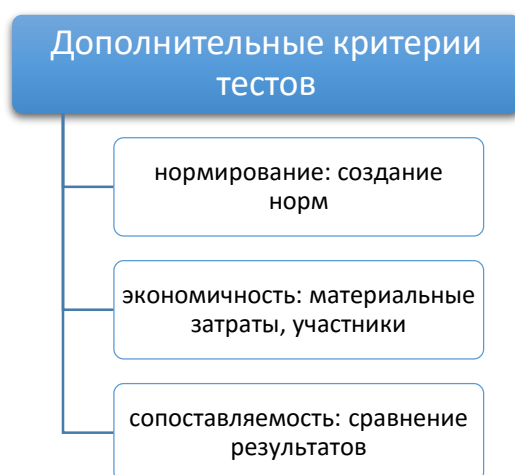 Дополнительные критерии
тестов
нормирование: создание
норм
экономичность: материальные
затраты, участники
сопоставляемость: сравнение
результатов